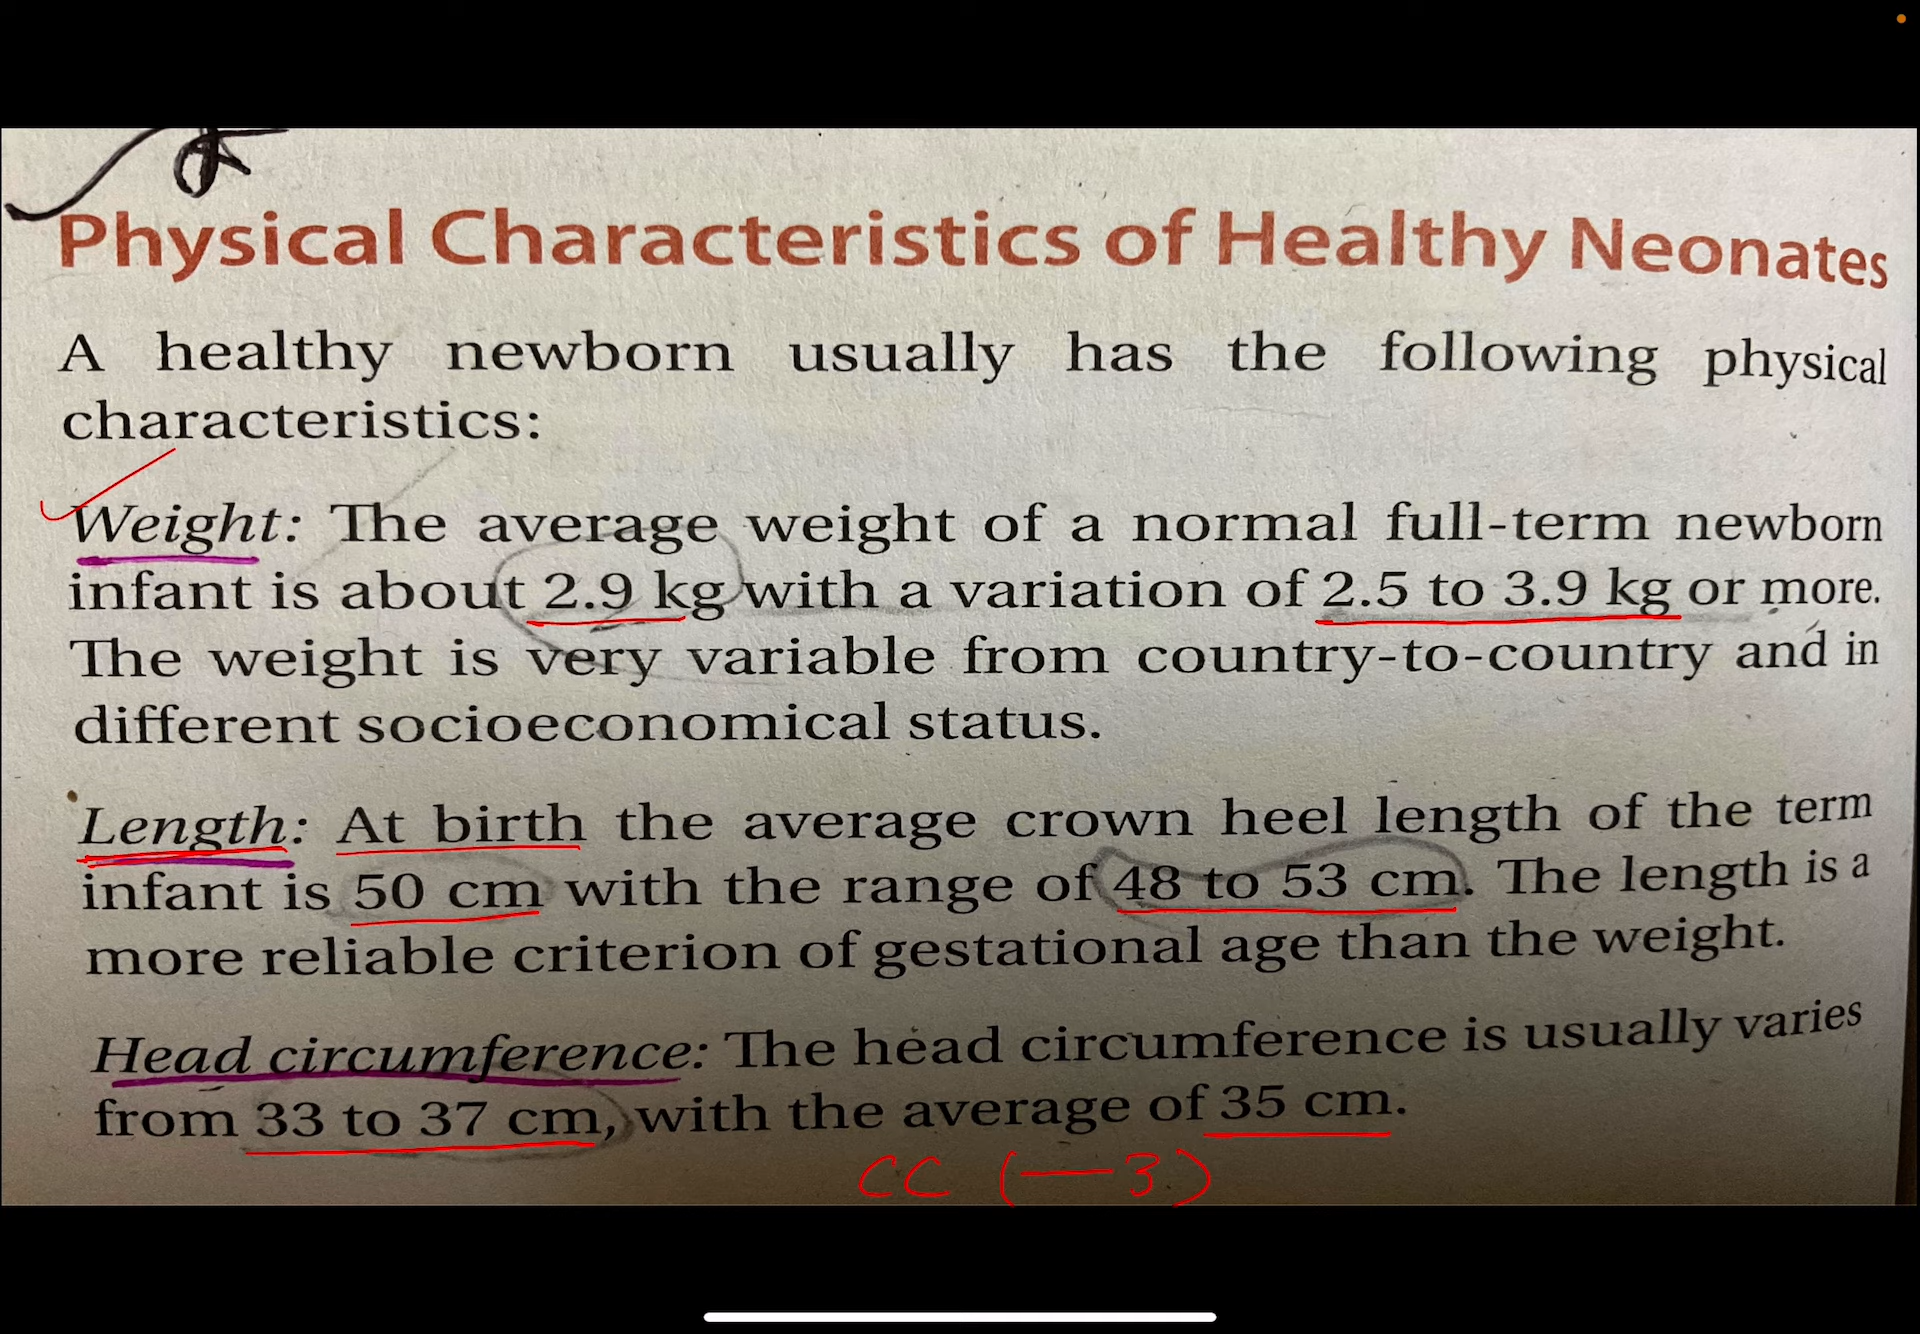 Physical Characteristics of Healthy Neonates
A healthy newborn usually has the following physical
characteristics:
Weight: The average weight of a normal full-term newborn
infant is about 2.9 kg with a variation of 2.5 to 3.9 kg or more.
The weight is very variable from country-to-country and in
different socioeconomical status.
Length: At birth the average crown heel length of the term
infant is 50 cm with the range of 48 to 53 cm. The length is a
more reliable criterion of gestational age than the weight.
Head circumference: The head circumference is usually varies
from 33 to 37 cm, with the average of 35 cm.
CC (—3)